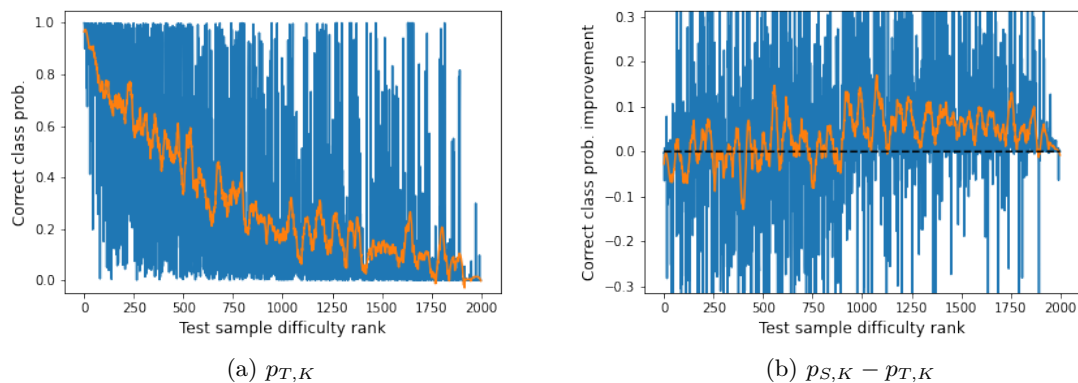 1.0
0.8
0.6
0.4
0.2
0.0
Correct class prob.
0 250 500 750 1000 1250 1500 1750 2000
Test sample difficulty rank
(a) p_{T,K}
0.3
0.2
0.1
0.0
−0.1
−0.2
−0.3
Correct class prob. improvement
0 250 500 750 1000 1250 1500 1750 2000
Test sample difficulty rank
(b) p_{S,K} − p_{T,K}